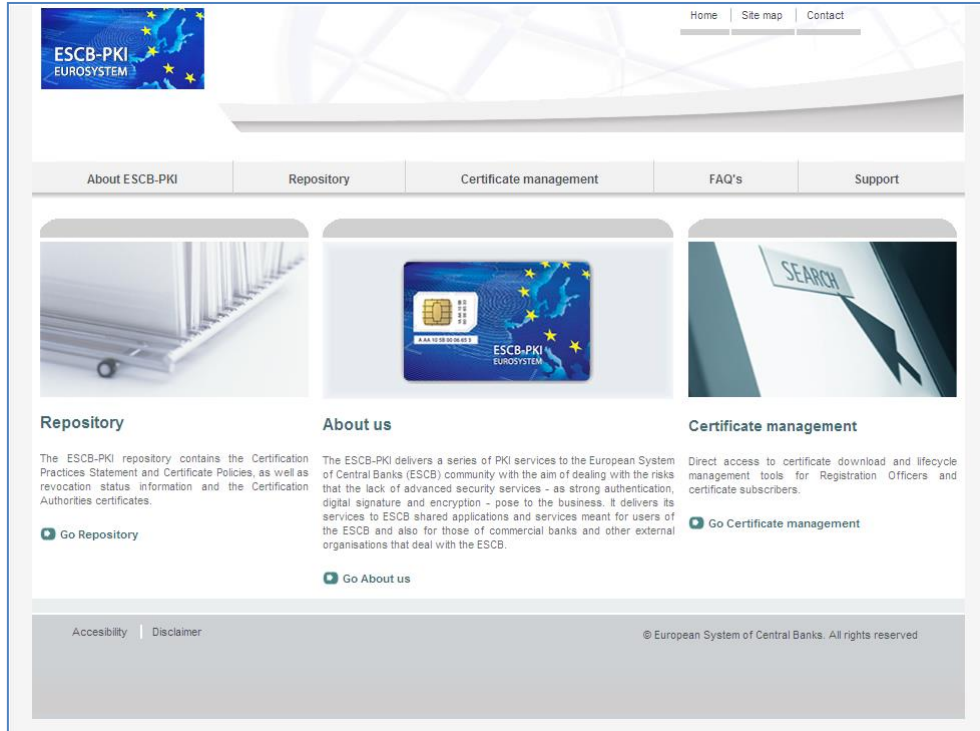 Home
Site map
Contact
ESCB-PKI
EUROSYSTEM
About ESCB-PKI
Repository
Certificate management
FAQ's
Support
SEARCH
ESCB-PKI
EUROSYSTEM
Repository
The ESCB-PKI repository contains the Certification
Practices Statement and Certificate Policies, as well as
revocation status information and the Certification
Authorities certificates.
Go Repository
About us
The ESCB-PKI delivers a series of PKI services to the European System
of Central Banks (ESCB) community with the aim of dealing with the risks
that the lack of advanced security services - as strong authentication,
digital signature and encryption - pose to the business. It delivers its
services to ESCB shared applications and services meant for users of
the ESCB and also for those of commercial banks and other external
organisations that deal with the ESCB.
Go About us
Certificate management
Direct access to certificate download and lifecycle
management tools for Registration Officers and
certificate subscribers.
Go Certificate management
Accesibility
Disclaimer
© European System of Central Banks. All rights reserved